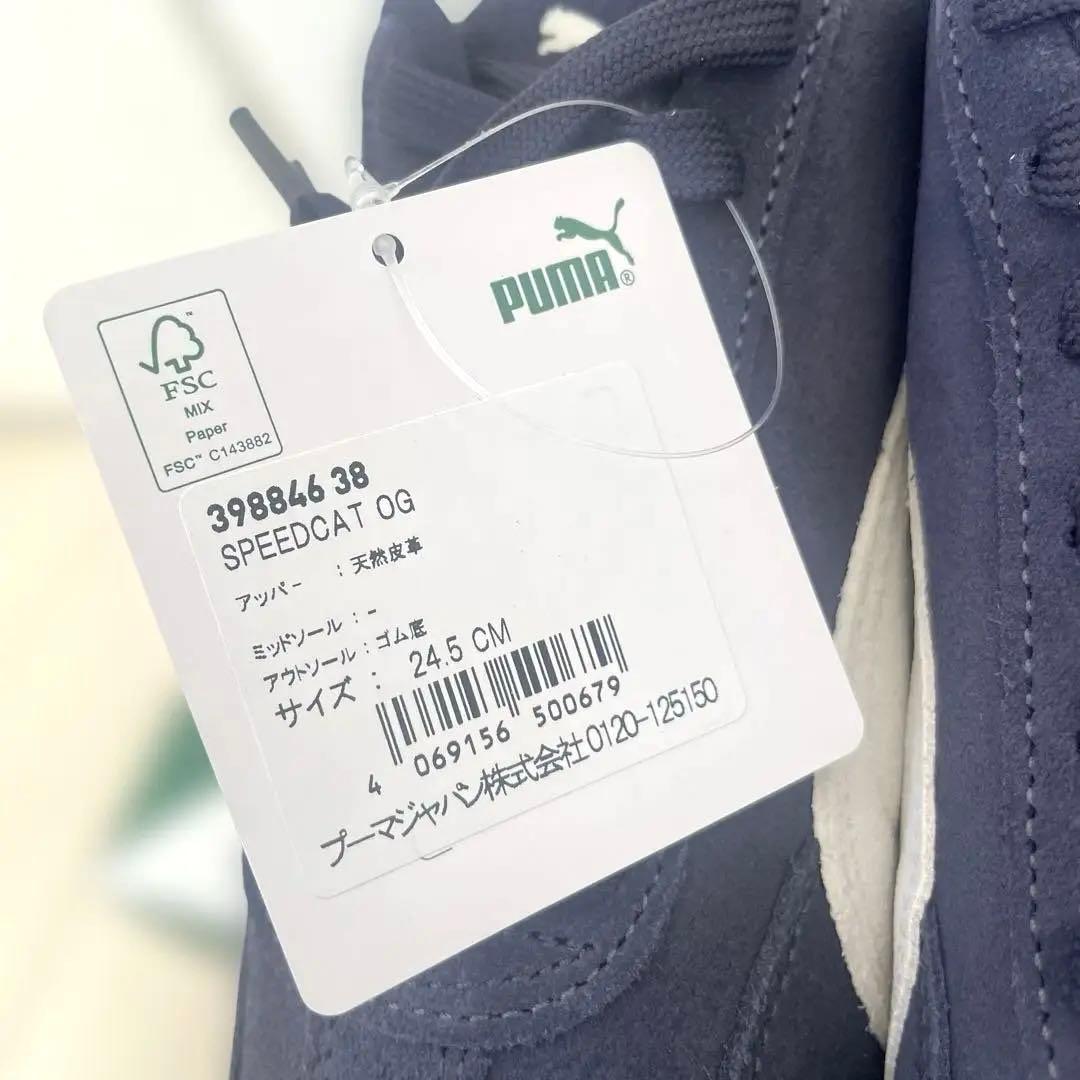 PUMA®
FSC™
MIX
Paper
FSC™ C143882
398846 38
SPEEDCAT OG
アッパー : 天然皮革
ミッドソール : -
アウトソール : ゴム底
サイズ : 24.5 CM
4 069156 500679
プーマジャパン株式会社0120-125150